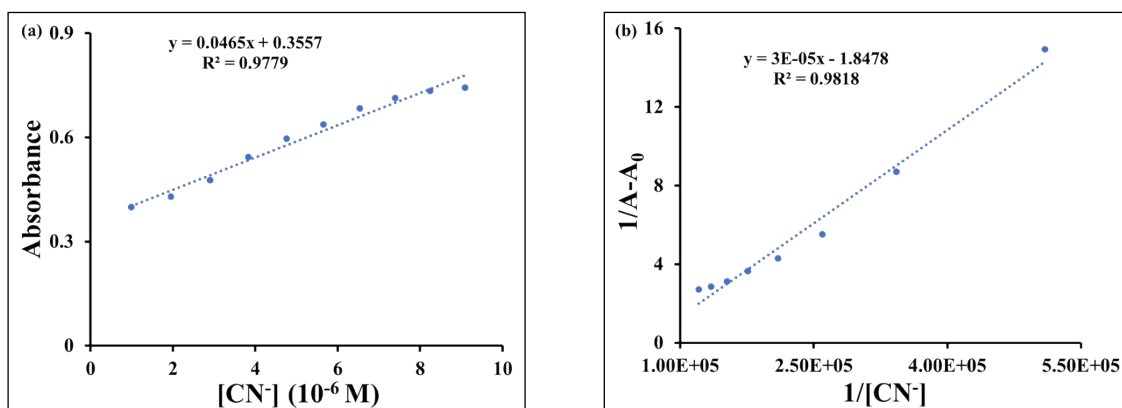 (a)
y = 0.0465x + 0.3557
R² = 0.9779
0.9
0.6
0.3
0
Absorbance
0 2 4 6 8 10
[CN⁻] (10⁻⁶ M)
(b)
y = 3E-05x - 1.8478
R² = 0.9818
16
12
8
4
0
1/A-A₀
1.00E+05 2.50E+05 4.00E+05 5.50E+05
1/[CN⁻]